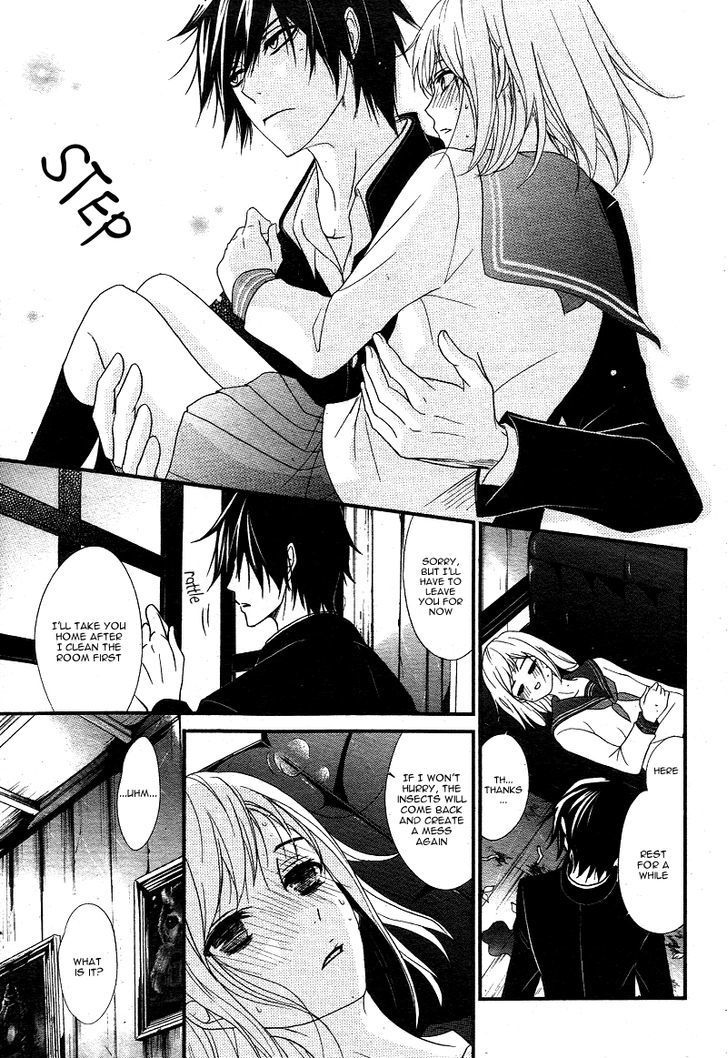 STEP
HERE
REST
FOR A
WHILE
TH...
THANKS
...
SORRY,
BUT I'LL
HAVE TO
LEAVE
YOU FOR
NOW
rattle
I'LL TAKE YOU
HOME AFTER
I CLEAN THE
ROOM FIRST
IF I WON'T
HURRY, THE
INSECTS WILL
COME BACK
AND CREATE
A MESS
AGAIN
...UHM...
WHAT
IS IT?